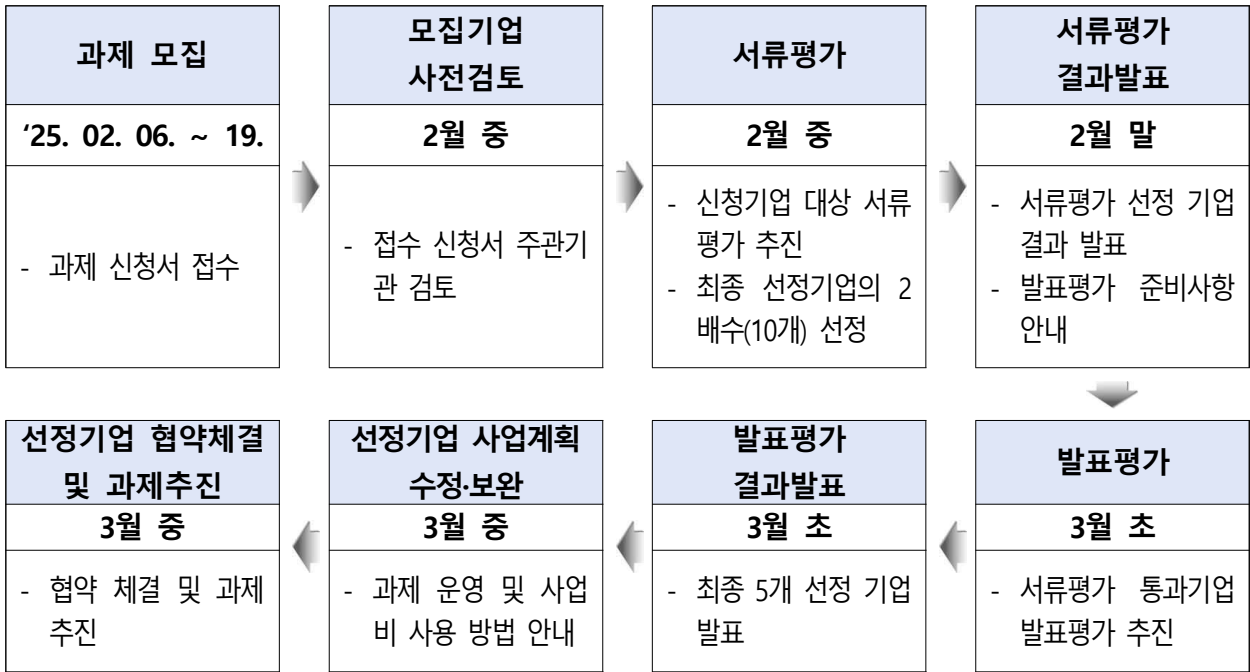 과제 모집
'25. 02. 06. ~ 19.
- 과제 신청서 접수
모집기업
사전검토
2월 중
- 접수 신청서 주관기
관 검토
서류평가
2월 중
- 신청기업 대상 서류
평가 추진
- 최종 선정기업의 2
배수(10개) 선정
서류평가
결과발표
2월 말
- 서류평가 선정 기업
결과 발표
- 발표평가 준비사항
안내
발표평가
3월 초
- 서류평가 통과기업
발표평가 추진
발표평가
결과발표
3월 초
- 최종 5개 선정 기업
발표
선정기업 사업계획
수정·보완
3월 중
- 과제 운영 및 사업
비 사용 방법 안내
선정기업 협약체결
및 과제추진
3월 중
- 협약 체결 및 과제
추진